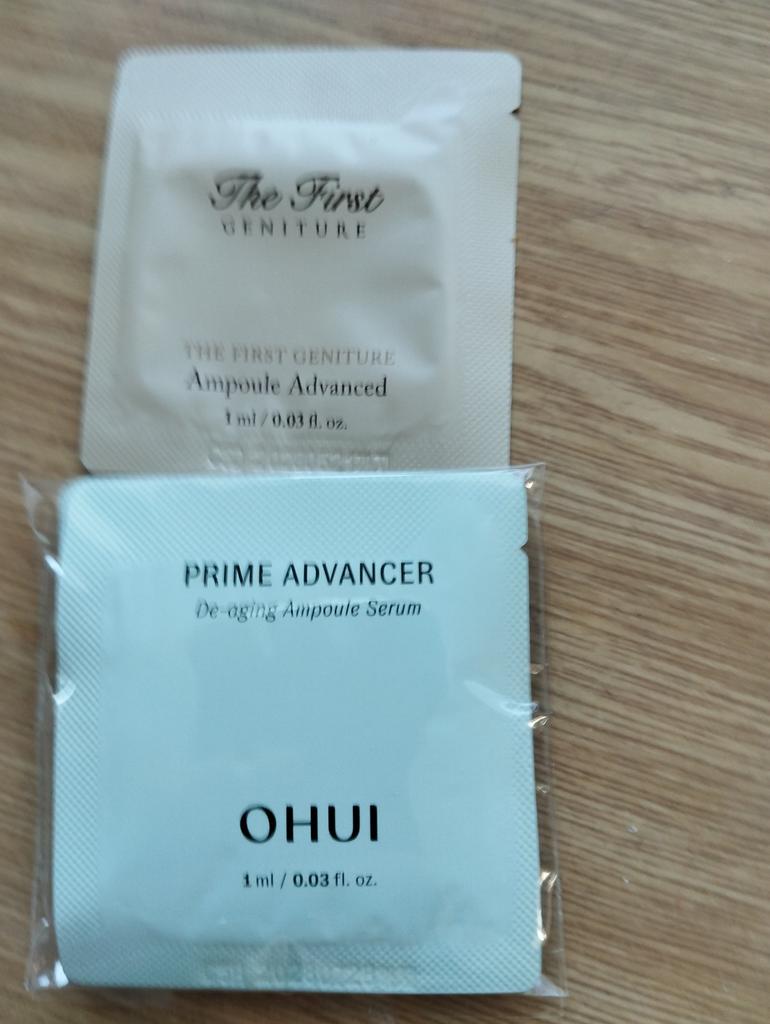 The First
GENITURE
THE FIRST GENITURE
Ampoule Advanced
1 ml / 0.03 fl. oz.
PRIME ADVANCER
De-aging Ampoule Serum
OHUI
1 ml / 0.03 fl. oz.